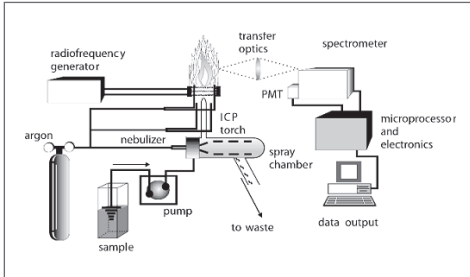 radiofrequency
generator
transfer
optics
spectrometer
PMT
argon
nebulizer
ICP
torch
microprocessor
and
electronics
spray
chamber
pump
to waste
data output
sample